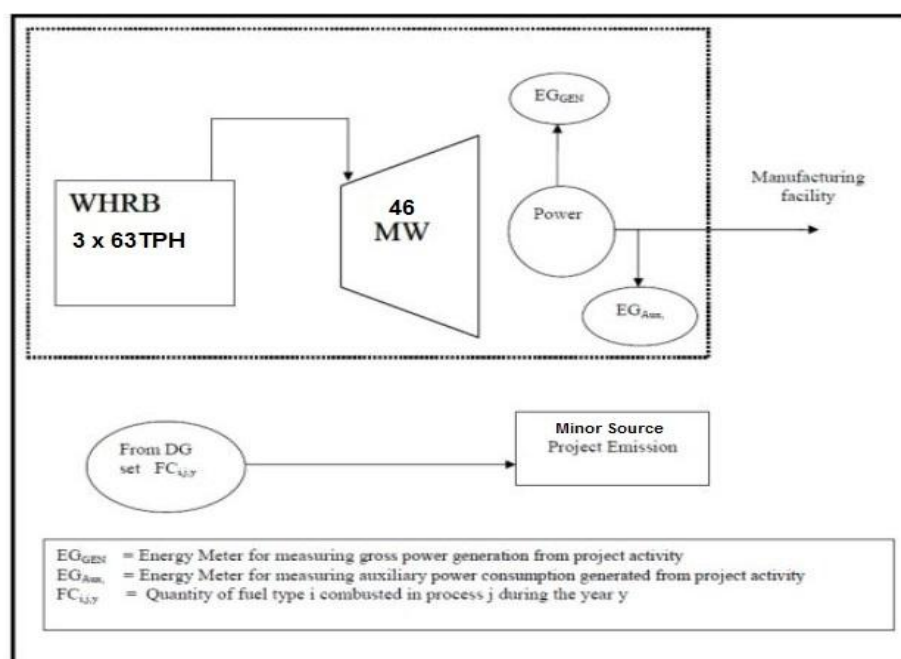 EGGEN
Manufacturing
facility
WHRB
3 x 63TPH
46
MW
Power
EGAux.
From DG
set FCi,j,y
Minor Source
Project Emission
EGGEN = Energy Meter for measuring gross power generation from project activity
EGAux. = Energy Meter for measuring auxiliary power consumption generated from project activity
FCi,j,y = Quantity of fuel type i combusted in process j during the year y